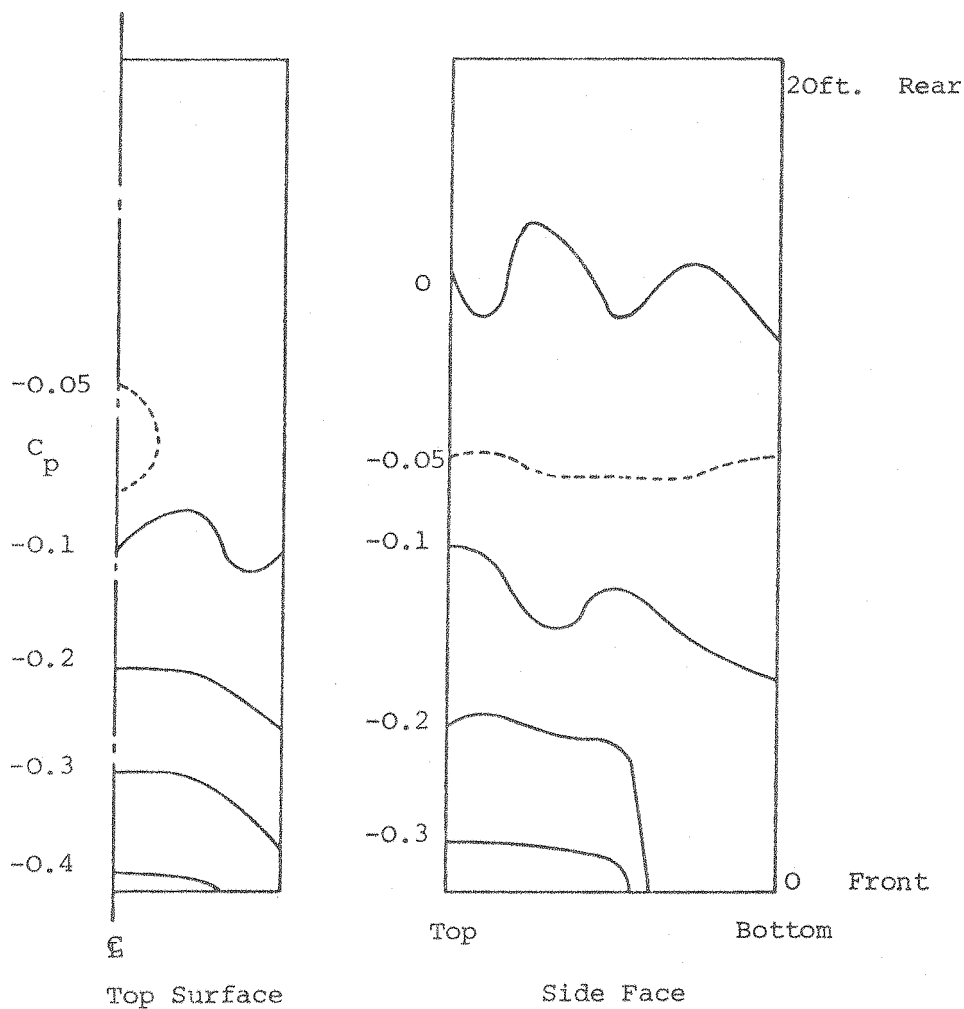 20ft. Rear
0
-0.05
Cp
-0.05
-0.1
-0.1
-0.2
-0.2
-0.3
-0.3
-0.4
0 Front
Top
Bottom
℄
Top Surface
Side Face